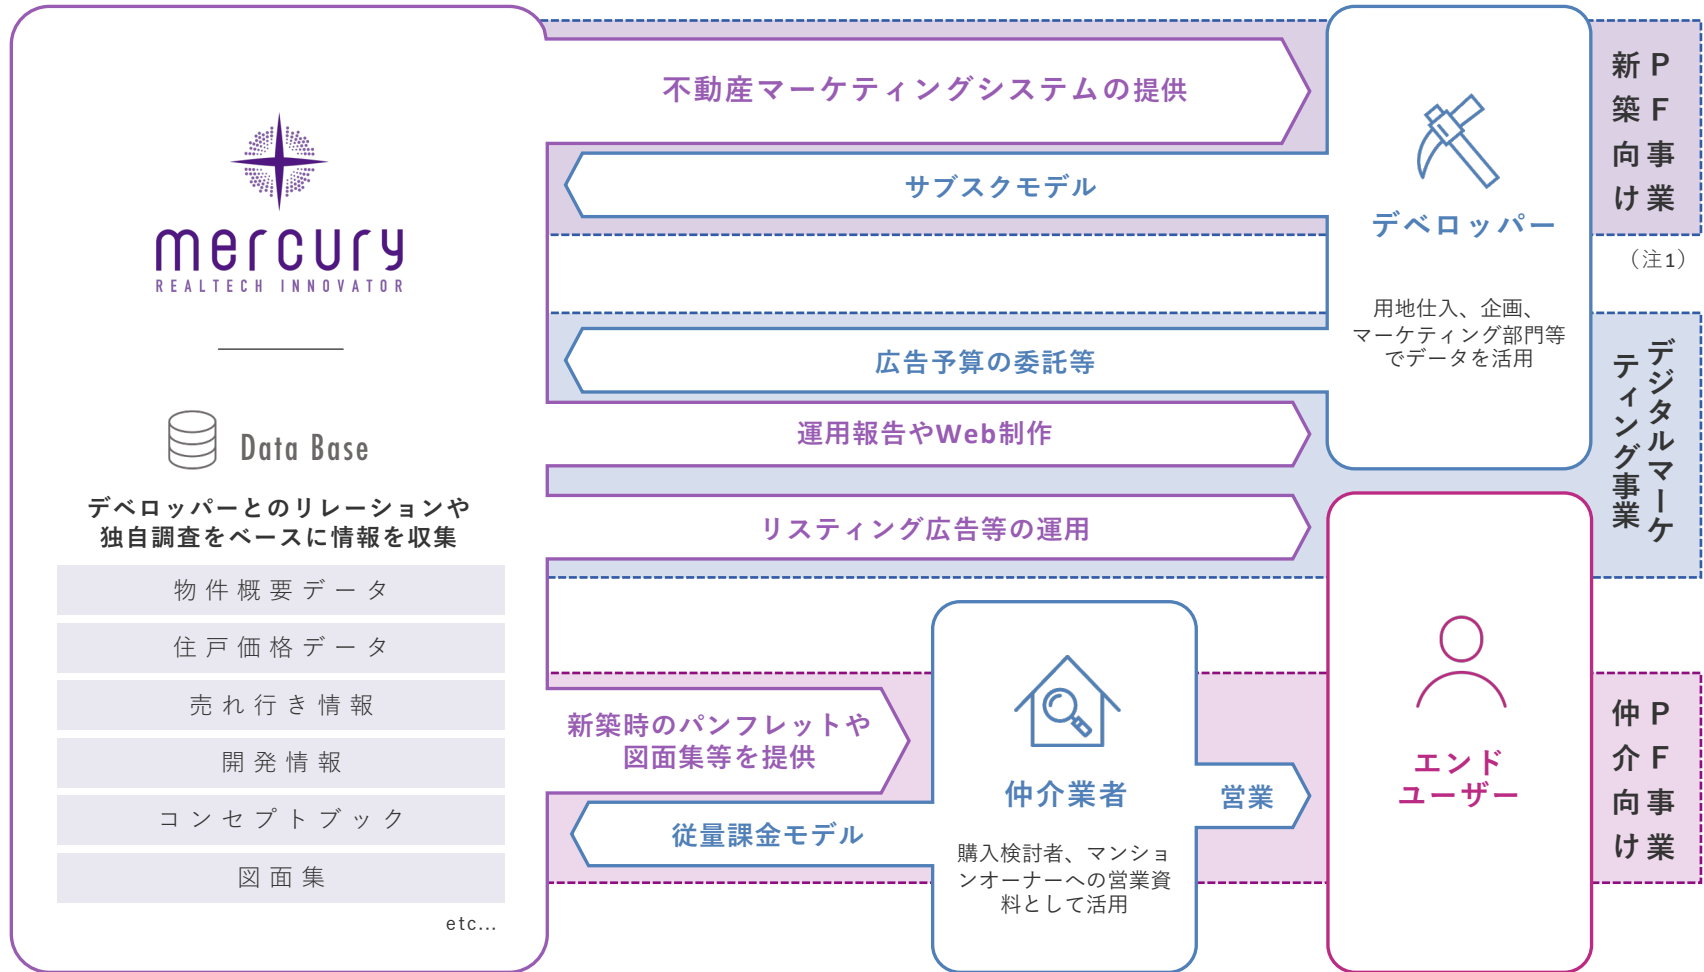 mercury
REALTECH INNOVATOR
Data Base
デベロッパーとのリレーションや
独自調査をベースに情報を収集
物件概要データ
住戸価格データ
売れ行き情報
開発情報
コンセプトブック
図面集
etc...
不動産マーケティングシステムの提供
サブスクモデル
広告予算の委託等
運用報告やWeb制作
リスティング広告等の運用
新築時のパンフレットや
図面集等を提供
従量課金モデル
デベロッパー
用地仕入、企画、
マーケティング部門等
でデータを活用
仲介業者
購入検討者、マンショ
ンオーナーへの営業資
料として活用
営業
エンド
ユーザー
PF事業
新築向け
（注1）
デジタルマーケ
ティング事業
PF事業
仲介向け